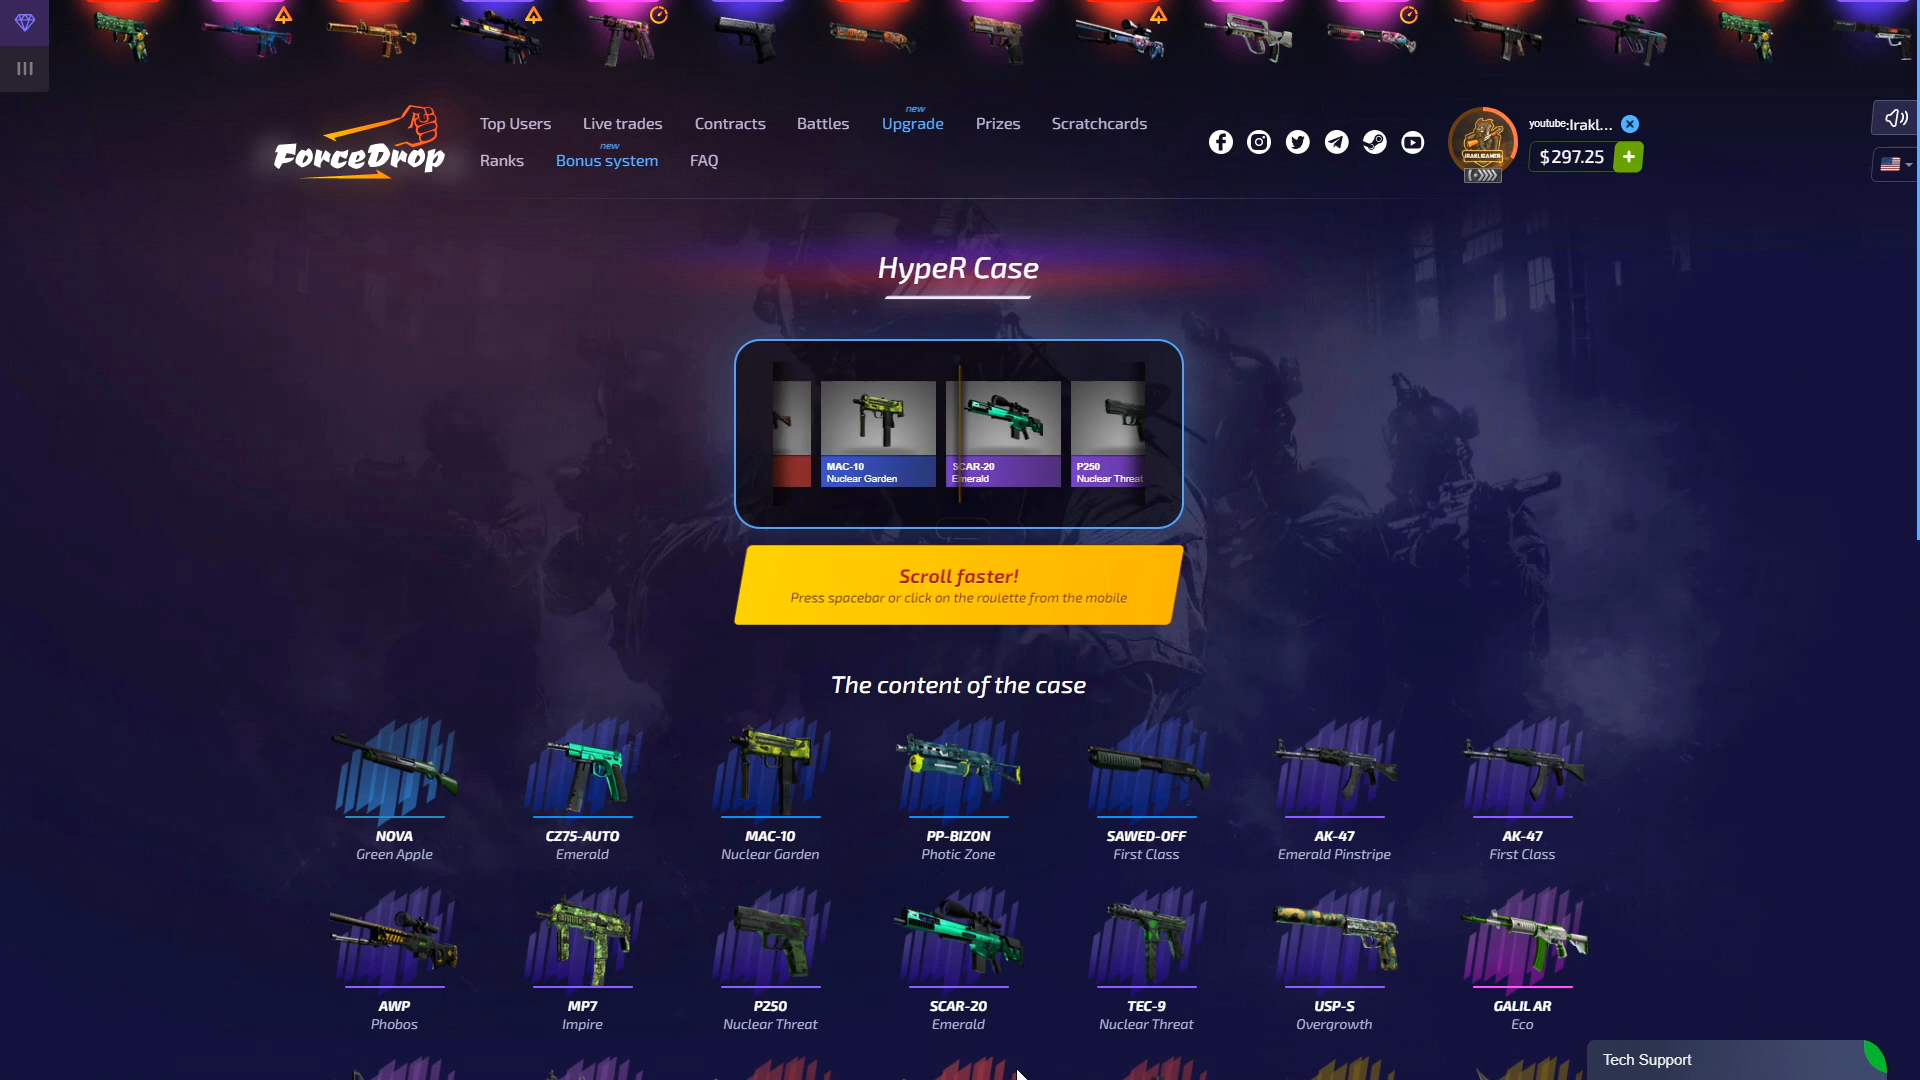 new
Top Users Live trades Contracts Battles Upgrade Prizes Scratchcards
new
Ranks Bonus system FAQ
ForceDrop
youtube:Irakl...
$297.25
IRAKLIGAMER
HypeR Case
MAC-10
Nuclear Garden
SCAR-20
Emerald
P250
Nuclear Threat
Scroll faster!
Press spacebar or click on the roulette from the mobile
The content of the case
NOVA
Green Apple
CZ75-AUTO
Emerald
MAC-10
Nuclear Garden
PP-BIZON
Photic Zone
SAWED-OFF
First Class
AK-47
Emerald Pinstripe
AK-47
First Class
AWP
Phobos
MP7
Impire
P250
Nuclear Threat
SCAR-20
Emerald
TEC-9
Nuclear Threat
USP-S
Overgrowth
GALIL AR
Eco
Tech Support